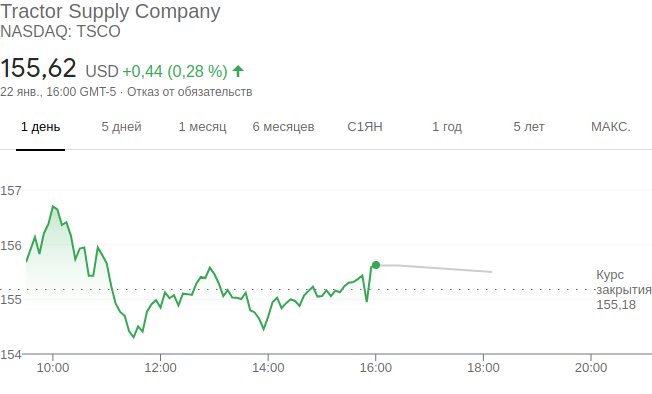 Tractor Supply Company
NASDAQ: TSCO
155,62 USD +0,44 (0,28 %)
22 янв., 16:00 GMT-5 · Отказ от обязательств
1 день 5 дней 1 месяц 6 месяцев С1ЯН 1 год 5 лет МАКС.
157
156
155
154
Курс
закрытия
155,18
10:00 12:00 14:00 16:00 18:00 20:00